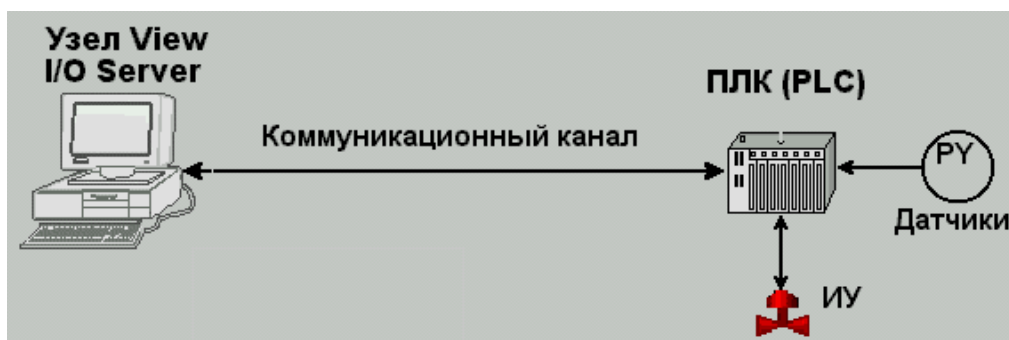 Узел View
I/O Server
ПЛК (PLC)
Коммуникационный канал
PY
Датчики
ИУ